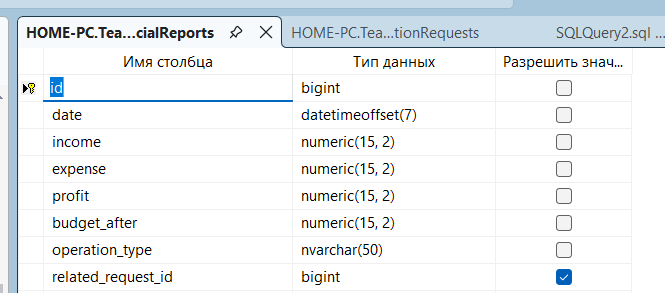 HOME-PC.Tea...cialReports HOME-PC.Tea...tionRequests SQLQuery2.sql ...
Имя столбца Тип данных Разрешить знач...
id bigint
date datetimeoffset(7)
income numeric(15, 2)
expense numeric(15, 2)
profit numeric(15, 2)
budget_after numeric(15, 2)
operation_type nvarchar(50)
related_request_id bigint